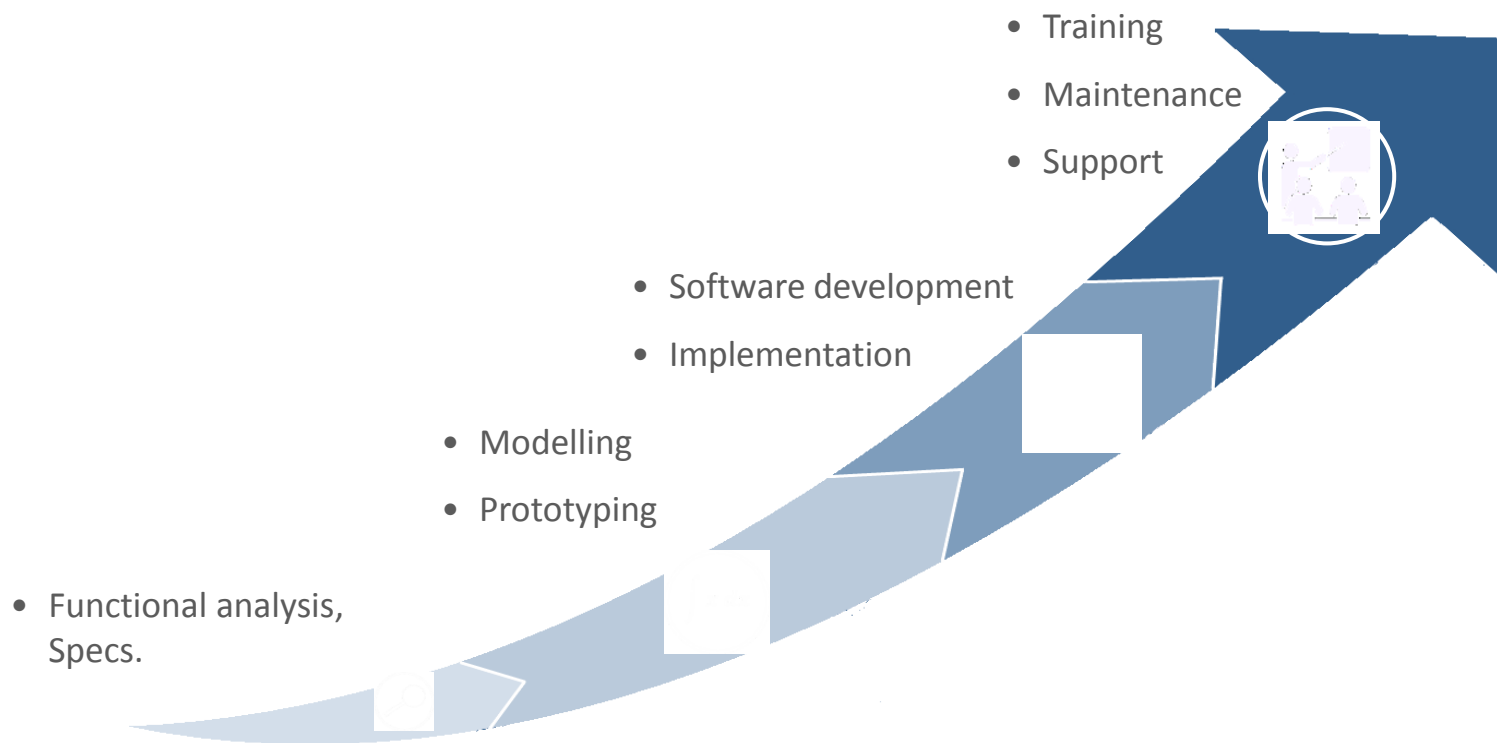 • Training
• Maintenance
• Support
• Software development
• Implementation
• Modelling
• Prototyping
• Functional analysis,
Specs.